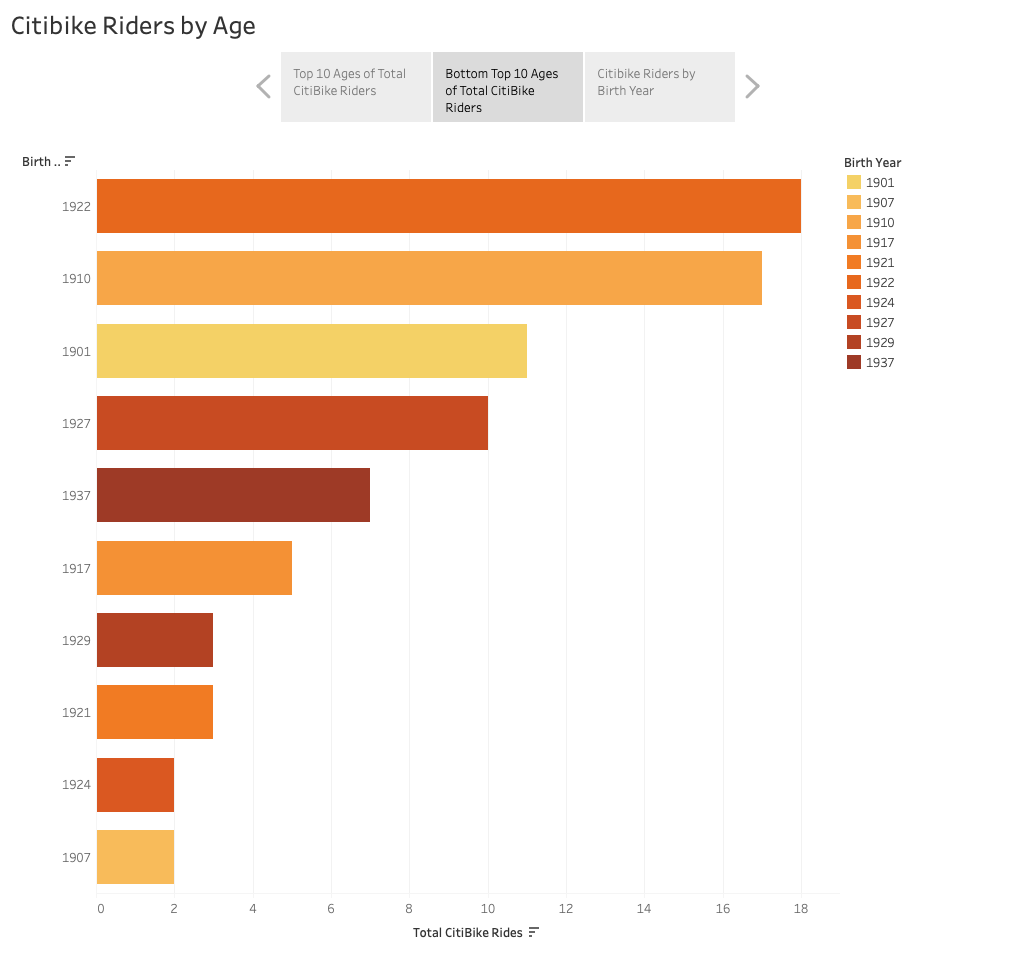 Citibike Riders by Age
Top 10 Ages of Total
CitiBike Riders
Bottom Top 10 Ages
of Total CitiBike
Riders
Citibike Riders by
Birth Year
Birth ..
1922
1910
1901
1927
1937
1917
1929
1921
1924
1907
0 2 4 6 8 10 12 14 16 18
Total CitiBike Rides
Birth Year
1901
1907
1910
1917
1921
1922
1924
1927
1929
1937